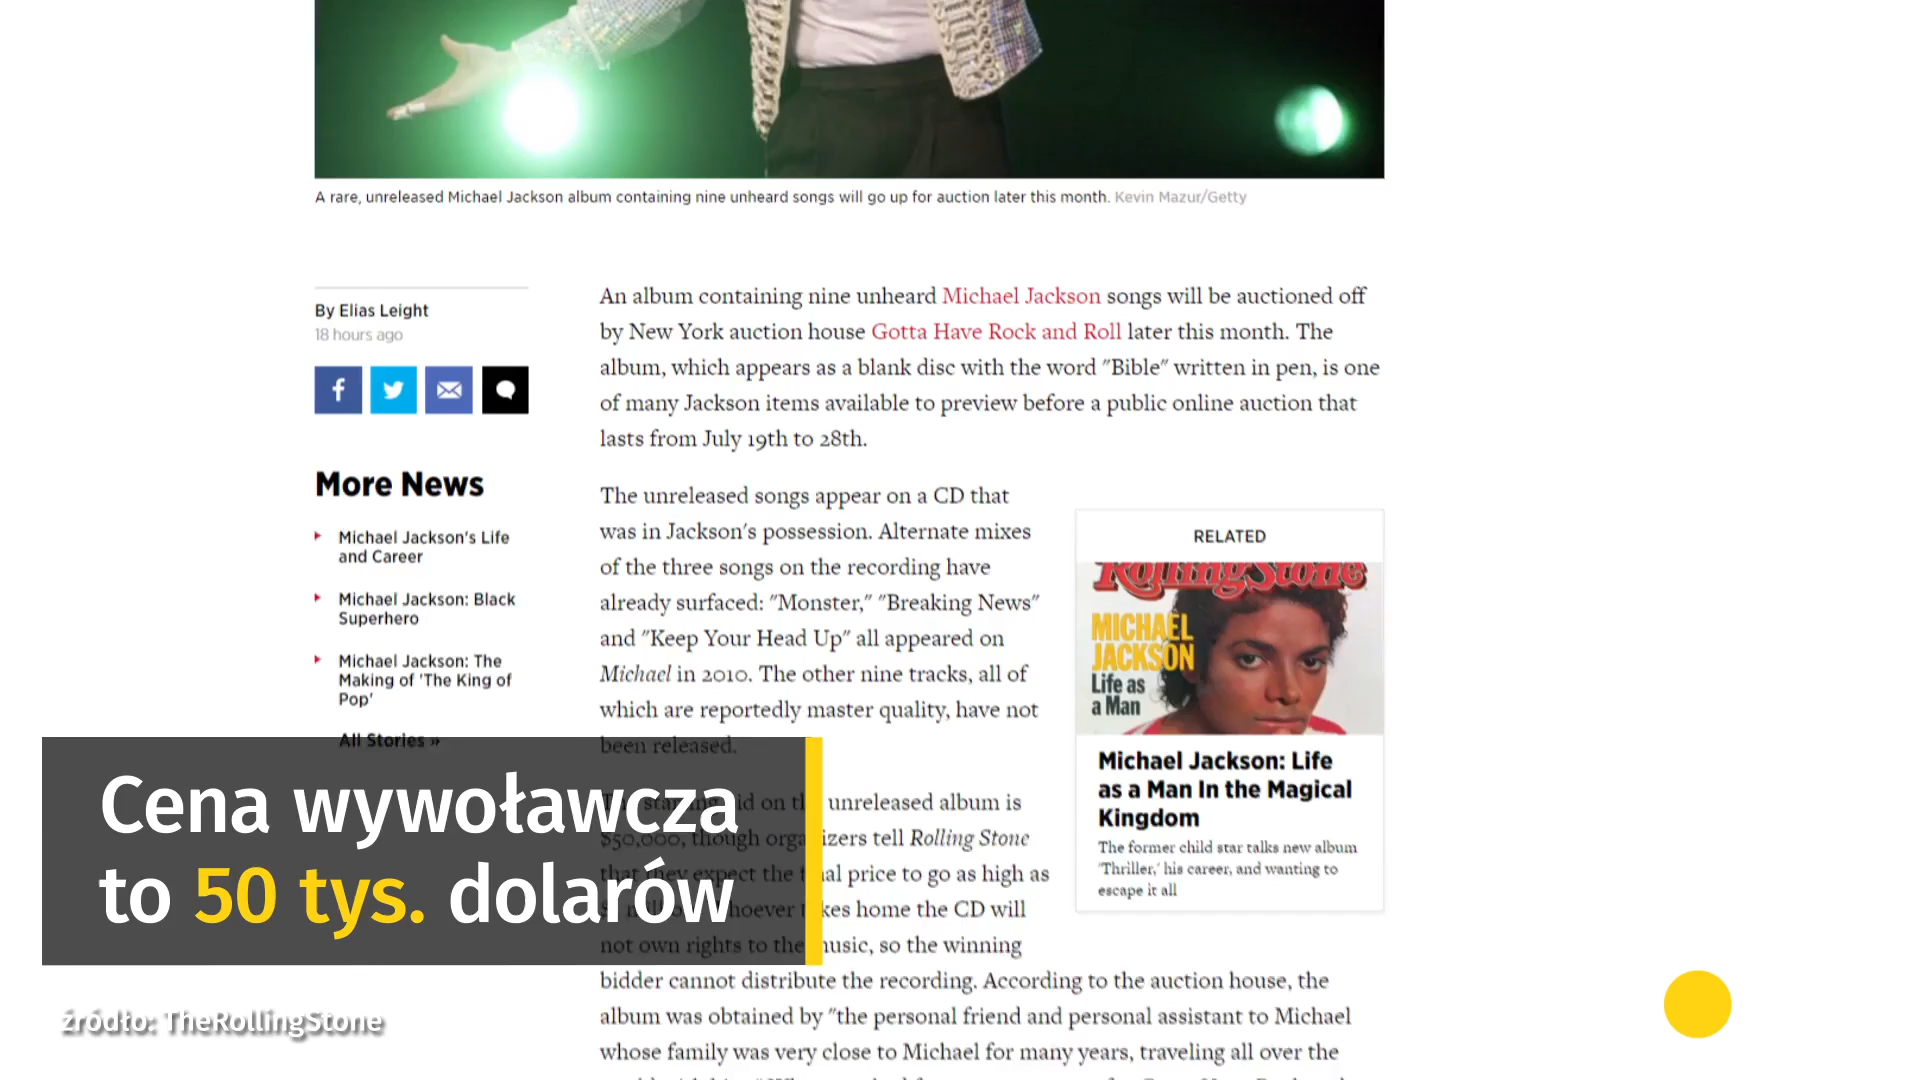 A rare, unreleased Michael Jackson album containing nine unheard songs will go up for auction later this month. Kevin Mazur/Getty
By Elias Leight
18 hours ago
More News
Michael Jackson's Life
and Career
Michael Jackson: Black
Superhero
Michael Jackson: The
Making of 'The King of
Pop'
All Stories »
An album containing nine unheard Michael Jackson songs will be auctioned off
by New York auction house Gotta Have Rock and Roll later this month. The
album, which appears as a blank disc with the word "Bible" written in pen, is one
of many Jackson items available to preview before a public online auction that
lasts from July 19th to 28th.
The unreleased songs appear on a CD that
was in Jackson's possession. Alternate mixes
of the three songs on the recording have
already surfaced: "Monster," "Breaking News"
and "Keep Your Head Up" all appeared on
Michael in 2010. The other nine tracks, all of
which are reportedly master quality, have not
been released.
unreleased album is
$50,000, though organizers tell Rolling Stone
that they expect the final price to go as high as
home the CD will
not own rights to the music, so the winning
bidder cannot distribute the recording. According to the auction house, the
album was obtained by "the personal friend and personal assistant to Michael
whose family was very close to Michael for many years, traveling all over the
RELATED
RollingStone
MICHAEL
JACKSON
Life as
a Man
Michael Jackson: Life
as a Man In the Magical
Kingdom
The former child star talks new album
'Thriller,' his career, and wanting to
escape it all
Cena wywoławcza
to 50 tys. dolarów
źródło: TheRollingStone